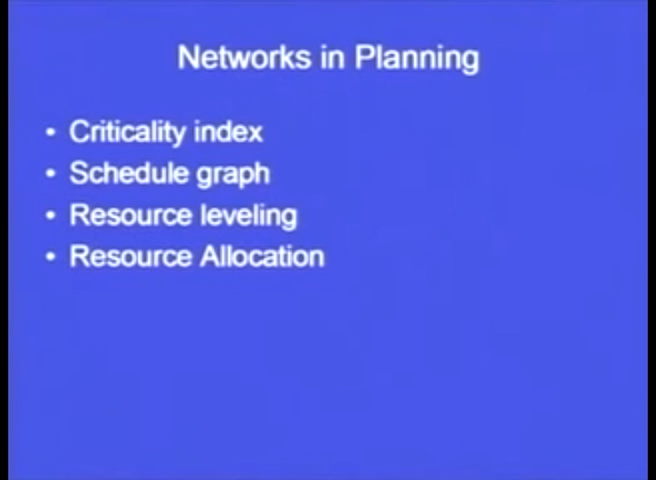 Networks in Planning
• Criticality index
• Schedule graph
• Resource leveling
• Resource Allocation